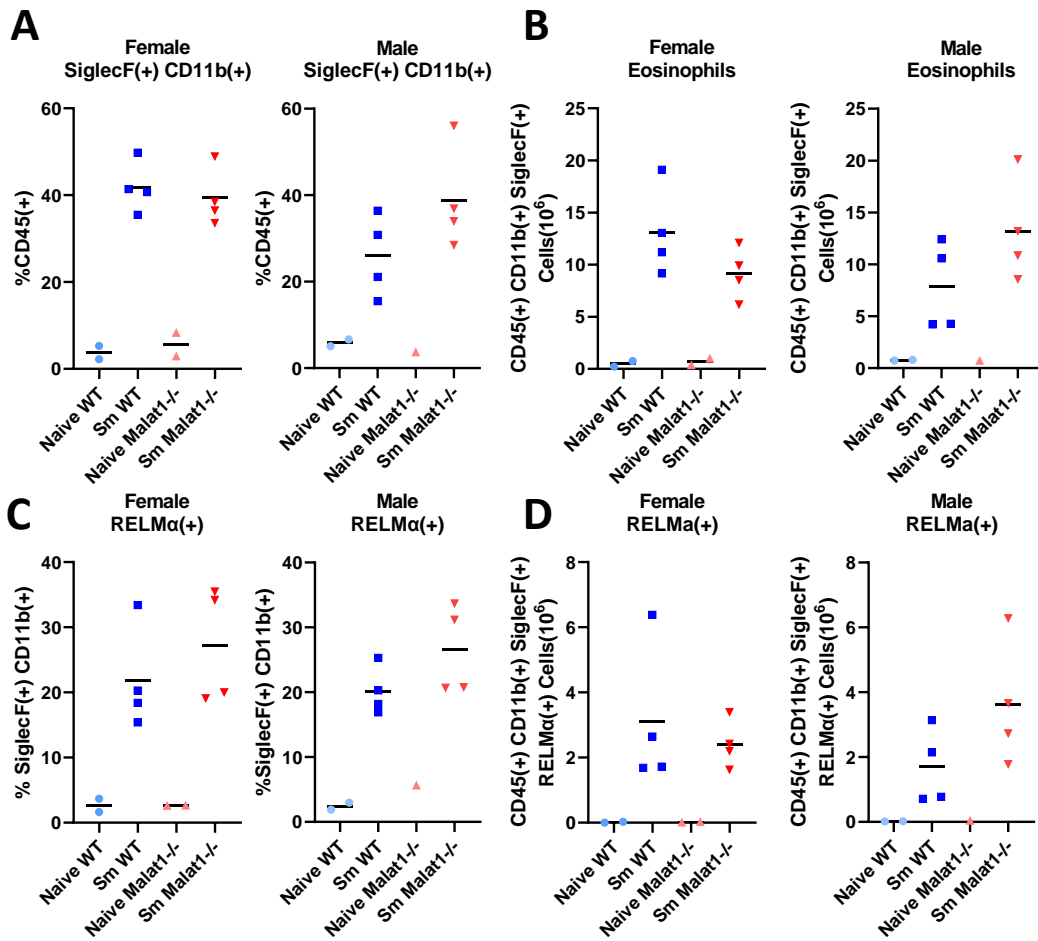 A
Female
SiglecF(+) CD11b(+)
%CD45(+)
60
40
20
0
Naive WT
Sm WT
Naive Malat1-/-
Sm Malat1-/-
Male
SiglecF(+) CD11b(+)
%CD45(+)
60
40
20
0
Naive WT
Sm WT
Naive Malat1-/-
Sm Malat1-/-
B
Female
Eosinophils
CD45(+) CD11b(+) SiglecF(+)
Cells(10⁶)
25
20
15
10
5
0
Naive WT
Sm WT
Naive Malat1-/-
Sm Malat1-/-
Male
Eosinophils
CD45(+) CD11b(+) SiglecF(+)
Cells(10⁶)
25
20
15
10
5
0
Naive WT
Sm WT
Naive Malat1-/-
Sm Malat1-/-
C
Female
RELMα(+)
% SiglecF(+) CD11b(+)
40
30
20
10
0
Naive WT
Sm WT
Naive Malat1-/-
Sm Malat1-/-
Male
RELMα(+)
%SiglecF(+) CD11b(+)
40
30
20
10
0
Naive WT
Sm WT
Naive Malat1-/-
Sm Malat1-/-
D
Female
RELMa(+)
CD45(+) CD11b(+) SiglecF(+)
RELMα(+) Cells(10⁶)
8
6
4
2
0
Naive WT
Sm WT
Naive Malat1-/-
Sm Malat1-/-
Male
RELMa(+)
CD45(+) CD11b(+) SiglecF(+)
RELMα(+) Cells(10⁶)
8
6
4
2
0
Naive WT
Sm WT
Naive Malat1-/-
Sm Malat1-/-